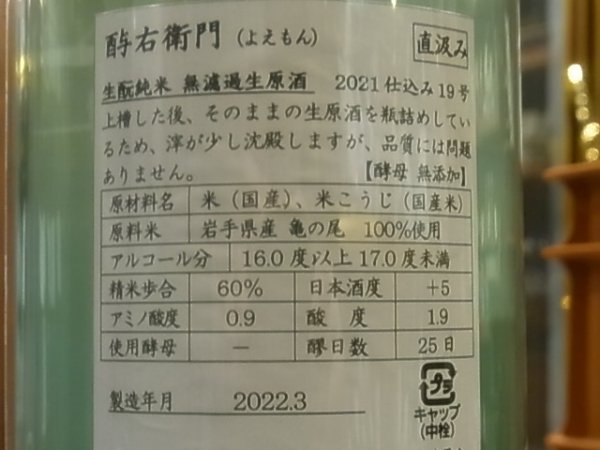 酉与右衛門 (よえもん) 直汲み
生酛純米 無濾過生原酒 2021 仕込み 19号
上槽した後、そのままの生原酒を瓶詰めしてい
るため、滓が少し沈殿しますが、品質には問題
ありません。 【酵母 無添加】
原材料名 米 (国産)、米こうじ (国産米)
原料米 岩手県産 亀の尾 100%使用
アルコール分 16.0 度以上 17.0 度未満
精米歩合 60% 日本酒度 +5
アミノ酸度 0.9 酸 度 1.9
使用酵母 — 醪日数 25日
製造年月 2022.3
プラ
キャップ
(中栓)